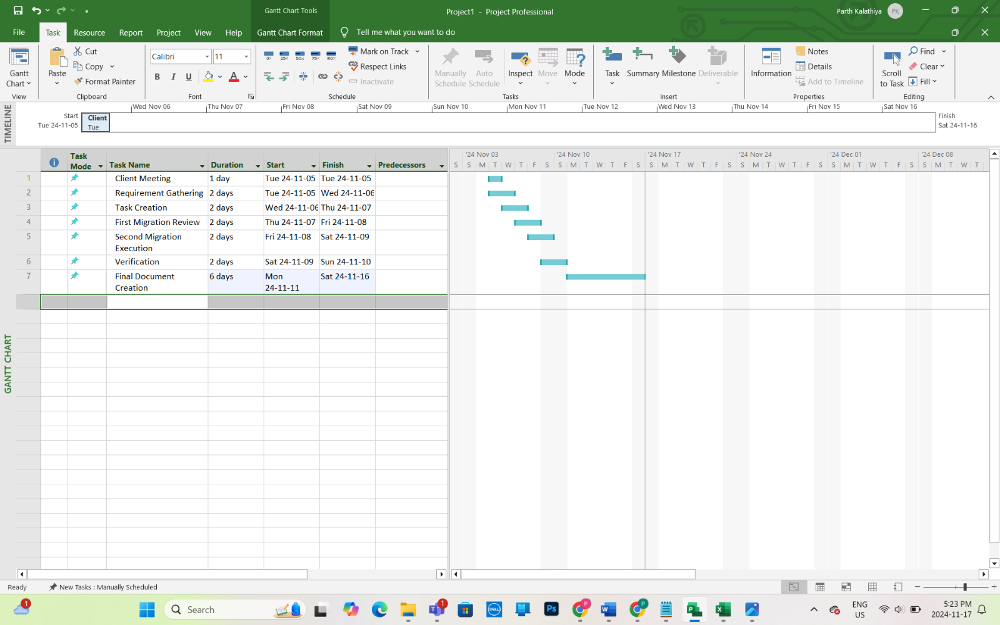 Gantt Chart Tools
Project1 - Project Professional
Parth Kalathiya PK
File Task Resource Report Project View Help Gantt Chart Format Tell me what you want to do
Gantt Chart
View
Paste
Cut
Copy
Format Painter
Clipboard
Calibri 11
B I U A
Font
0% 25% 50% 75% 100%
Mark on Track
Respect Links
Inactivate
Schedule
Manually Schedule
Auto Schedule
Inspect
Move
Mode
Tasks
Task
Summary
Milestone
Deliverable
Insert
Information
Notes
Details
Add to Timeline
Properties
Scroll to Task
Find
Clear
Fill
Editing
TIMELINE
Wed Nov 06 Thu Nov 07 Fri Nov 08 Sat Nov 09 Sun Nov 10 Mon Nov 11 Tue Nov 12 Wed Nov 13 Thu Nov 14 Fri Nov 15 Sat Nov 16
Start
Tue 24-11-05
Client
Tue
Finish
Sat 24-11-16
GANTT CHART
Task Mode Task Name Duration Start Finish Predecessors
'24 Nov 03 '24 Nov 10 '24 Nov 17 '24 Nov 24 '24 Dec 01 '24 Dec 08
S S M T W T F S S M T W T F S S M T W T F S S M T W T F S S M T W T F S S M T W T
1 Client Meeting 1 day Tue 24-11-05 Tue 24-11-05
2 Requirement Gathering 2 days Tue 24-11-05 Wed 24-11-06
3 Task Creation 2 days Wed 24-11-06 Thu 24-11-07
4 First Migration Review 2 days Thu 24-11-07 Fri 24-11-08
5 Second Migration Execution 2 days Fri 24-11-08 Sat 24-11-09
6 Verification 2 days Sat 24-11-09 Sun 24-11-10
7 Final Document Creation 6 days Mon 24-11-11 Sat 24-11-16
Ready New Tasks : Manually Scheduled
1
Search
1
DELL
Ps
P
W
P
P
X
ENG
US
5:23 PM
2024-11-17